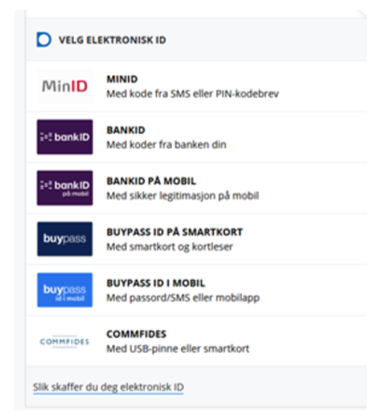 VELG ELEKTRONISK ID
MinID
MINID
Med kode fra SMS eller PIN-kodebrev
bankID
BANKID
Med koder fra banken din
bankID
på mobil
BANKID PÅ MOBIL
Med sikker legitimasjon på mobil
buypass
BUYPASS ID PÅ SMARTKORT
Med smartkort og kortleser
buypass
id i mobil
BUYPASS ID I MOBIL
Med passord/SMS eller mobilapp
COMMFIDES
COMMFIDES
Med USB-pinne eller smartkort
Slik skaffer du deg elektronisk ID